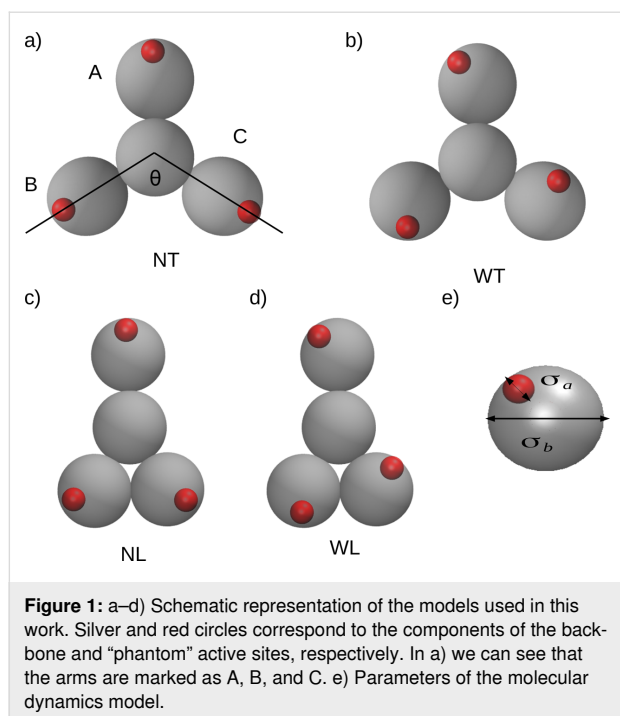 a)
b)
A
C
B
θ
NT
WT
c)
d)
e)
σa
σb
NL
WL
Figure 1: a–d) Schematic representation of the models used in this
work. Silver and red circles correspond to the components of the back-
bone and “phantom” active sites, respectively. In a) we can see that
the arms are marked as A, B, and C. e) Parameters of the molecular
dynamics model.